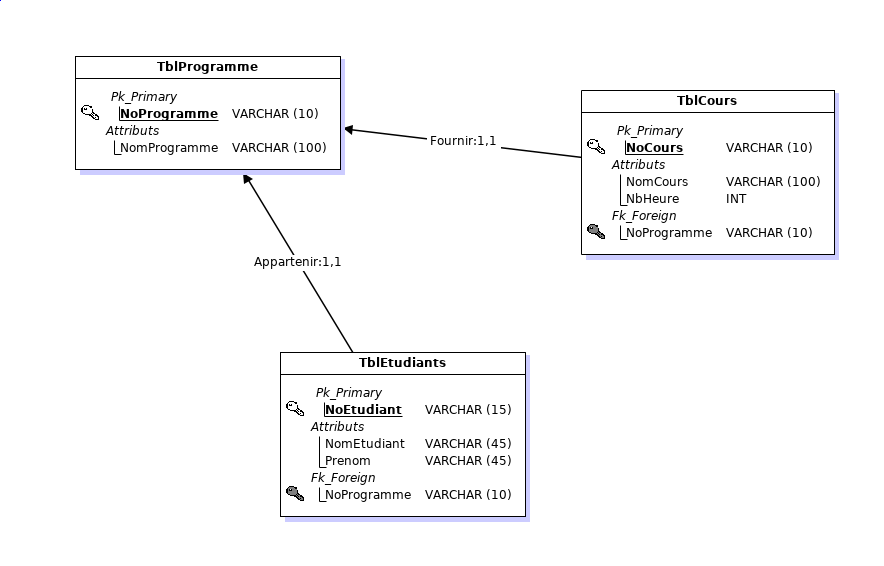 TblProgramme
Pk_Primary
NoProgramme VARCHAR (10)
Attributs
NomProgramme VARCHAR (100)
Fournir:1,1
TblCours
Pk_Primary
NoCours VARCHAR (10)
Attributs
NomCours VARCHAR (100)
NbHeure INT
Fk_Foreign
NoProgramme VARCHAR (10)
Appartenir:1,1
TblEtudiants
Pk_Primary
NoEtudiant VARCHAR (15)
Attributs
NomEtudiant VARCHAR (45)
Prenom VARCHAR (45)
Fk_Foreign
NoProgramme VARCHAR (10)